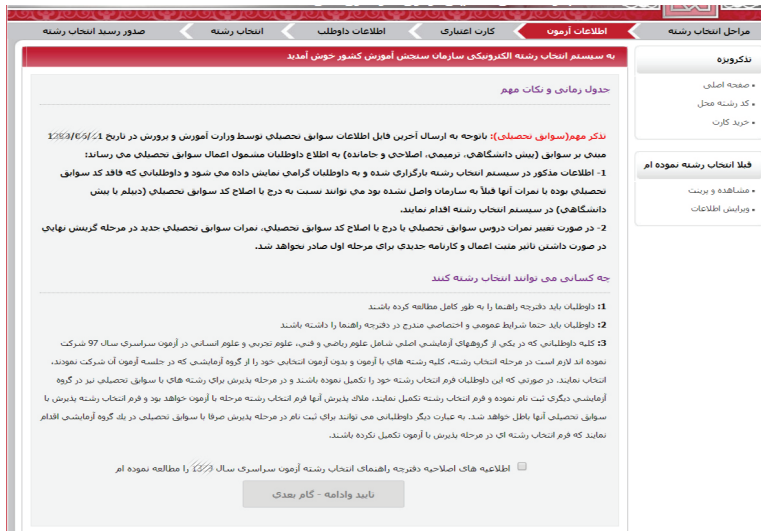 مراحل انتخاب رشته
اطلاعات آزمون
کارت اعتباری
اطلاعات داوطلب
انتخاب رشته
صدور رسید انتخاب رشته
تذکرویژه
• صفحه اصلی
• کد رشته محل
• خرید کارت
قبلا انتخاب رشته نموده ام
• مشاهده و پرینت
• ویرایش اطلاعات
به سیستم انتخاب رشته الکترونیکی سازمان سنجش آموزش کشور خوش آمدید
جدول زمانی و نکات مهم
تذکر مهم(سوابق تحصیلی): باتوجه به ارسال آخرین فایل اطلاعات سوابق تحصیلی توسط وزارت آموزش و پرورش در تاریخ
مبنی بر سوابق (پیش دانشگاهی، ترمیمی، اصلاحی و جامانده) به اطلاع داوطلبان مشمول اعمال سوابق تحصیلی می رساند:
1- اطلاعات مذکور در سیستم انتخاب رشته بارگزاری شده و به داوطلبان گرامی نمایش داده می شود و داوطلبانی که فاقد کد سوابق
تحصیلی بوده یا نمرات آنها قبلاً به سازمان واصل نشده بود می توانند نسبت به درج یا اصلاح کد سوابق تحصیلی (دیپلم یا پیش
دانشگاهی) در سیستم انتخاب رشته اقدام نمایند.
2- در صورت تغییر نمرات دروس سوابق تحصیلی یا درج یا اصلاح کد سوابق تحصیلی، نمرات سوابق تحصیلی جدید در مرحله گزینش نهایی
در صورت داشتن تاثیر مثبت اعمال و کارنامه جدیدی برای مرحله اول صادر نخواهد شد.
چه کسانی می توانند انتخاب رشته کنند
1: داوطلبان باید دفترچه راهنما را به طور کامل مطالعه کرده باشند
2: داوطلبان باید حتما شرایط عمومی و اختصاصی مندرج در دفترچه راهنما را داشته باشند
3: کلیه داوطلبانی که در یکی از گروههای آزمایشی اصلی شامل علوم ریاضی و فنی، علوم تجربی و علوم انسانی در آزمون سراسری سال 97 شرکت
نموده اند لازم است در مرحله انتخاب رشته، کلیه رشته های با آزمون و بدون آزمون انتخابی خود را از گروه آزمایشی که در جلسه آزمون آن شرکت نمودند،
انتخاب نمایند. در صورتی که این داوطلبان فرم انتخاب رشته خود را تکمیل نموده باشند و در مرحله پذیرش برای رشته های با سوابق تحصیلی نیز در گروه
آزمایشی دیگری ثبت نام نموده و فرم انتخاب رشته تکمیل نمایند، ملاک پذیرش آنها فرم انتخاب رشته مرحله با آزمون خواهد بود و فرم انتخاب رشته پذیرش با
سوابق تحصیلی آنها باطل خواهد شد. به عبارت دیگر داوطلبانی می توانند برای ثبت نام در مرحله پذیرش صرفا با سوابق تحصیلی در یك گروه آزمایشی اقدام
نمایند که فرم انتخاب رشته ای در مرحله پذیرش با آزمون تکمیل نکرده باشند.
اطلاعیه های اصلاحیه دفترچه راهنمای انتخاب رشته آزمون سراسری سال را مطالعه نموده ام
تایید وادامه - گام بعدی